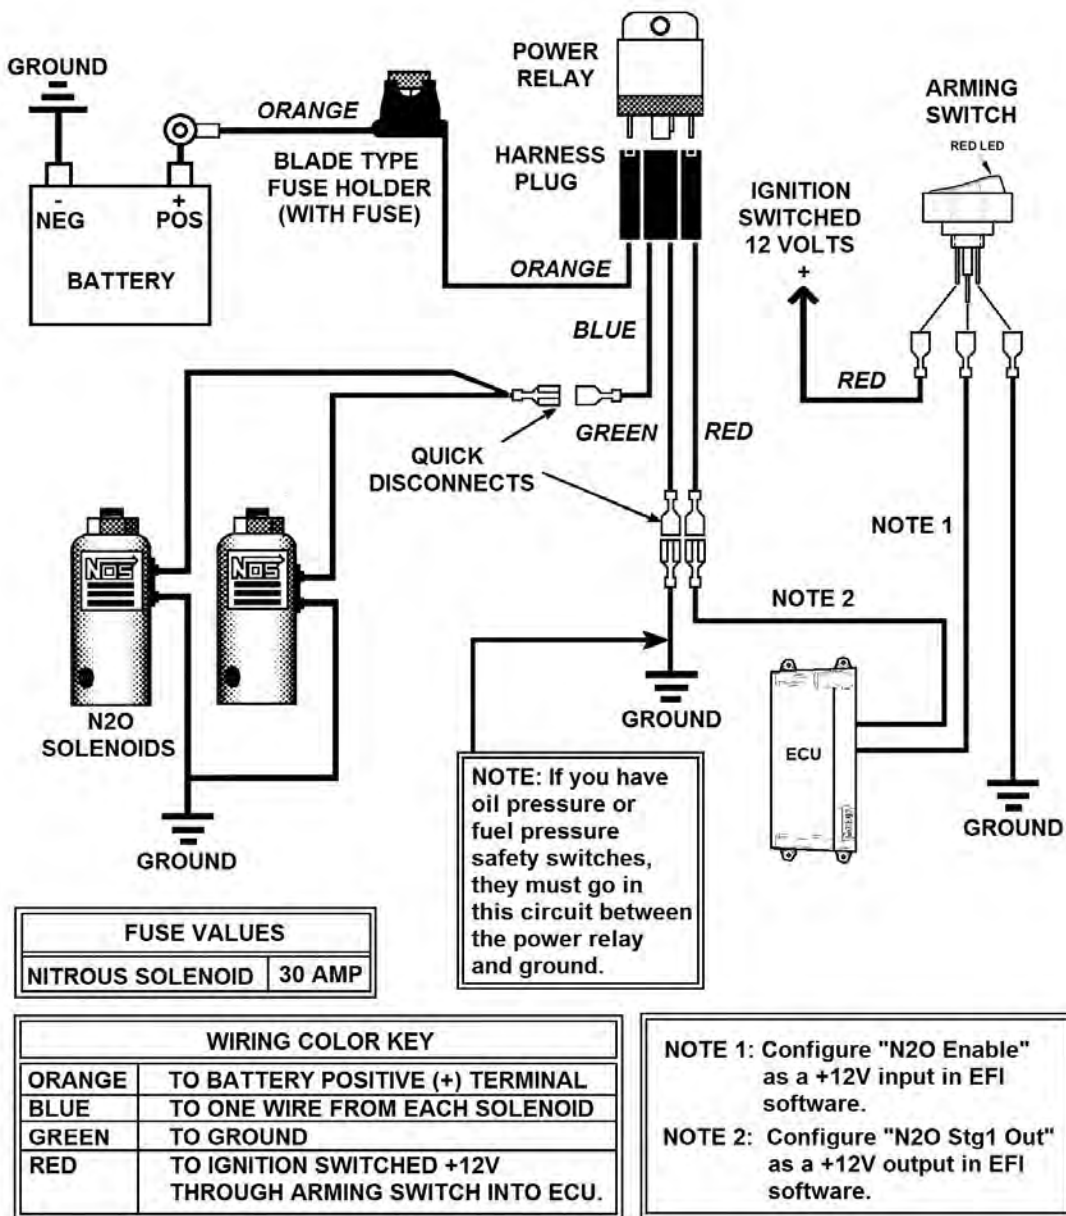 GROUND
ORANGE
POWER
RELAY
ARMING
SWITCH
RED LED
BLADE TYPE
FUSE HOLDER
(WITH FUSE)
HARNESS
PLUG
IGNITION
SWITCHED
12 VOLTS
+
-
NEG
+
POS
BATTERY
ORANGE
BLUE
RED
GREEN
RED
QUICK
DISCONNECTS
NOTE 1
NOS
NOS
NOTE 2
N2O
SOLENOIDS
GROUND
ECU
GROUND
GROUND
NOTE: If you have
oil pressure or
fuel pressure
safety switches,
they must go in
this circuit between
the power relay
and ground.
FUSE VALUES
NITROUS SOLENOID 30 AMP
WIRING COLOR KEY
ORANGE TO BATTERY POSITIVE (+) TERMINAL
BLUE TO ONE WIRE FROM EACH SOLENOID
GREEN TO GROUND
RED TO IGNITION SWITCHED +12V
THROUGH ARMING SWITCH INTO ECU.
NOTE 1: Configure "N2O Enable"
as a +12V input in EFI
software.
NOTE 2: Configure "N2O Stg1 Out"
as a +12V output in EFI
software.